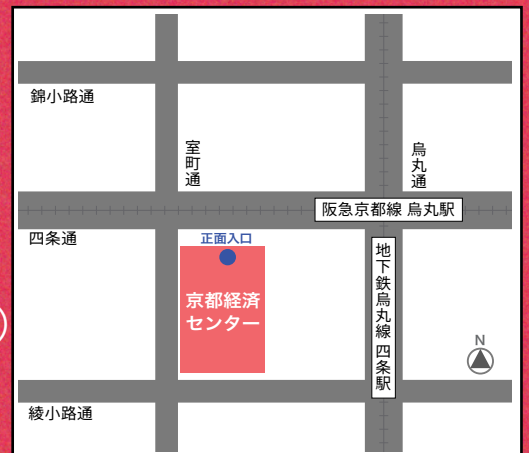 錦小路通
室町通
烏丸通
阪急京都線 烏丸駅
四条通
正面入口
地下鉄烏丸線 四条駅
京都経済
センター
N
綾小路通